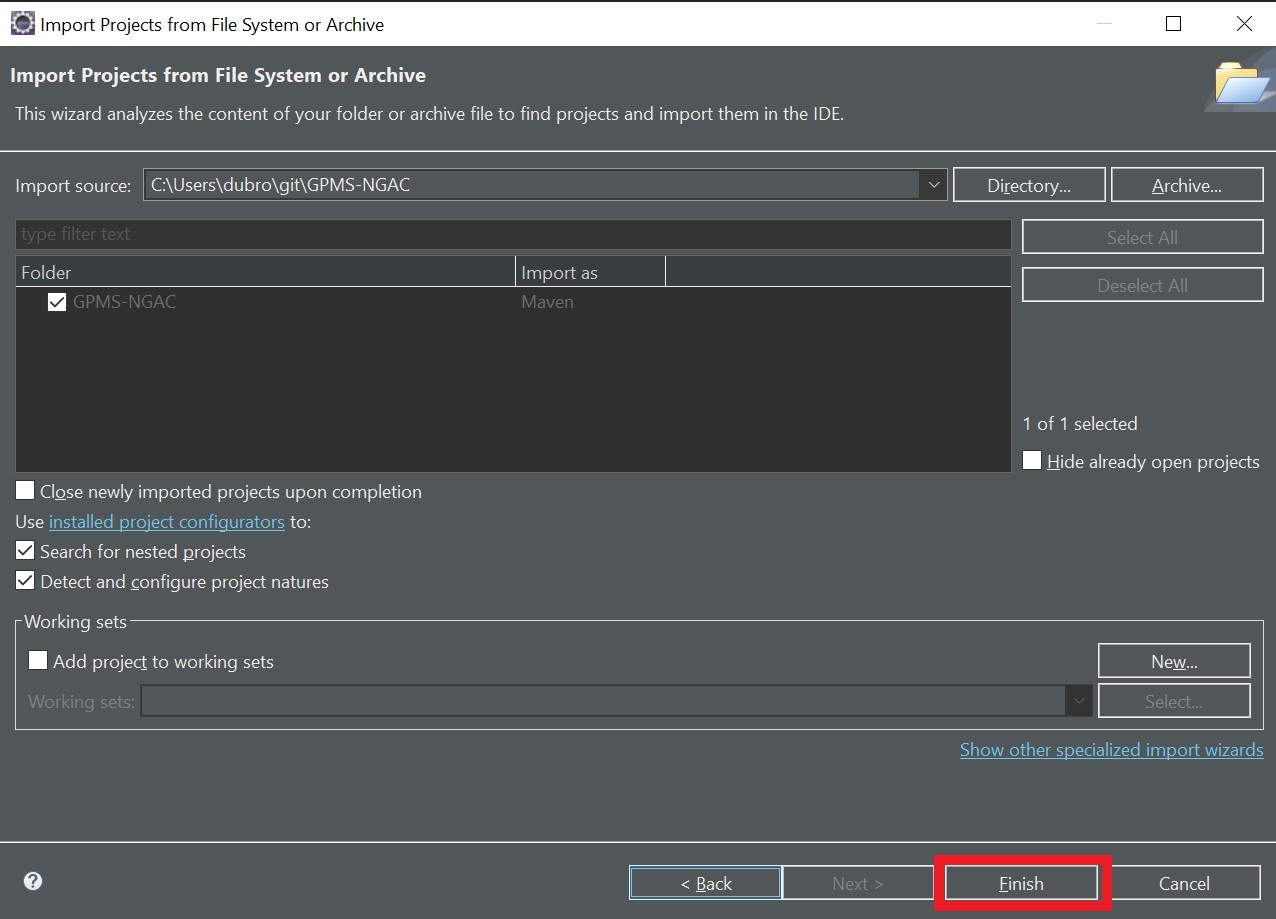 Import Projects from File System or Archive
Import Projects from File System or Archive
This wizard analyzes the content of your folder or archive file to find projects and import them in the IDE.
Import source: C:\Users\dubro\git\GPMS-NGAC Directory... Archive...
type filter text Select All
Folder Import as Deselect All
GPMS-NGAC Maven
1 of 1 selected
Hide already open projects
Close newly imported projects upon completion
Use installed project configurators to:
Search for nested projects
Detect and configure project natures
Working sets
Add project to working sets New...
Working sets: Select...
Show other specialized import wizards
? < Back Next > Finish Cancel